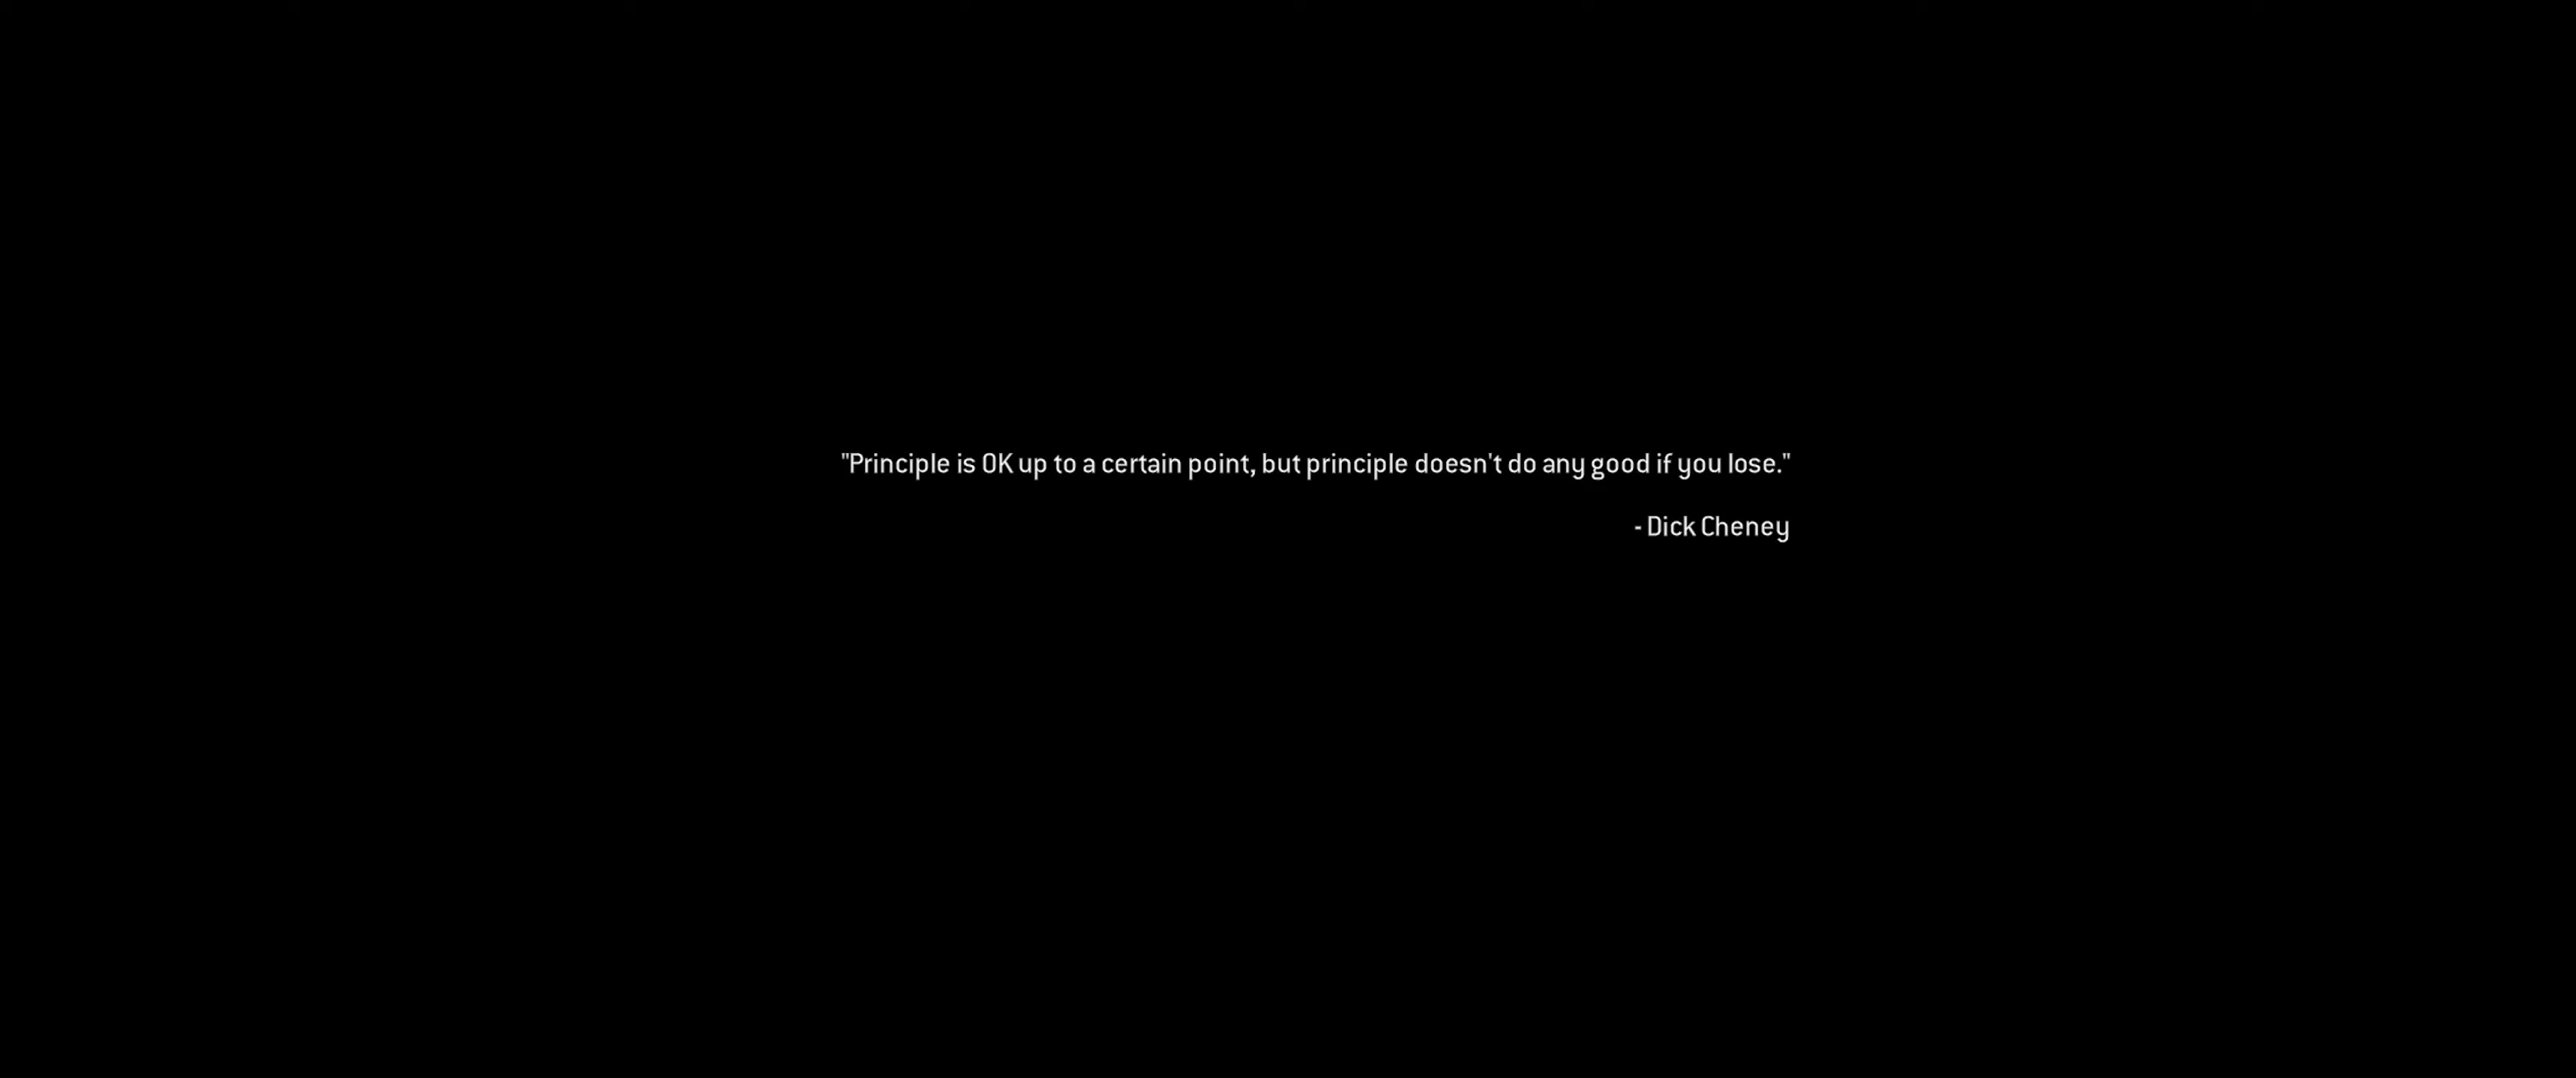 "Principle is OK up to a certain point, but principle doesn't do any good if you lose."
- Dick Cheney